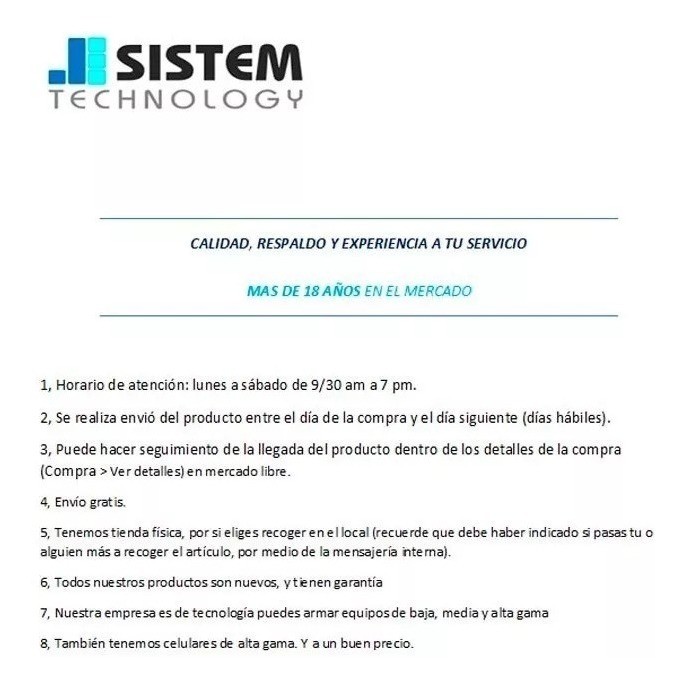 SISTEM
TECHNOLOGY
CALIDAD, RESPALDO Y EXPERIENCIA A TU SERVICIO
MAS DE 18 AÑOS EN EL MERCADO
1, Horario de atención: lunes a sábado de 9/30 am a 7 pm.
2, Se realiza envió del producto entre el día de la compra y el día siguiente (días hábiles).
3, Puede hacer seguimiento de la llegada del producto dentro de los detalles de la compra
(Compra > Ver detalles) en mercado libre.
4, Envío gratis.
5, Tenemos tienda física, por si eliges recoger en el local (recuerde que debe haber indicado si pasas tu o
alguien más a recoger el artículo, por medio de la mensajería interna).
6, Todos nuestros productos son nuevos, y tienen garantía
7, Nuestra empresa es de tecnología puedes armar equipos de baja, media y alta gama
8, También tenemos celulares de alta gama. Y a un buen precio.